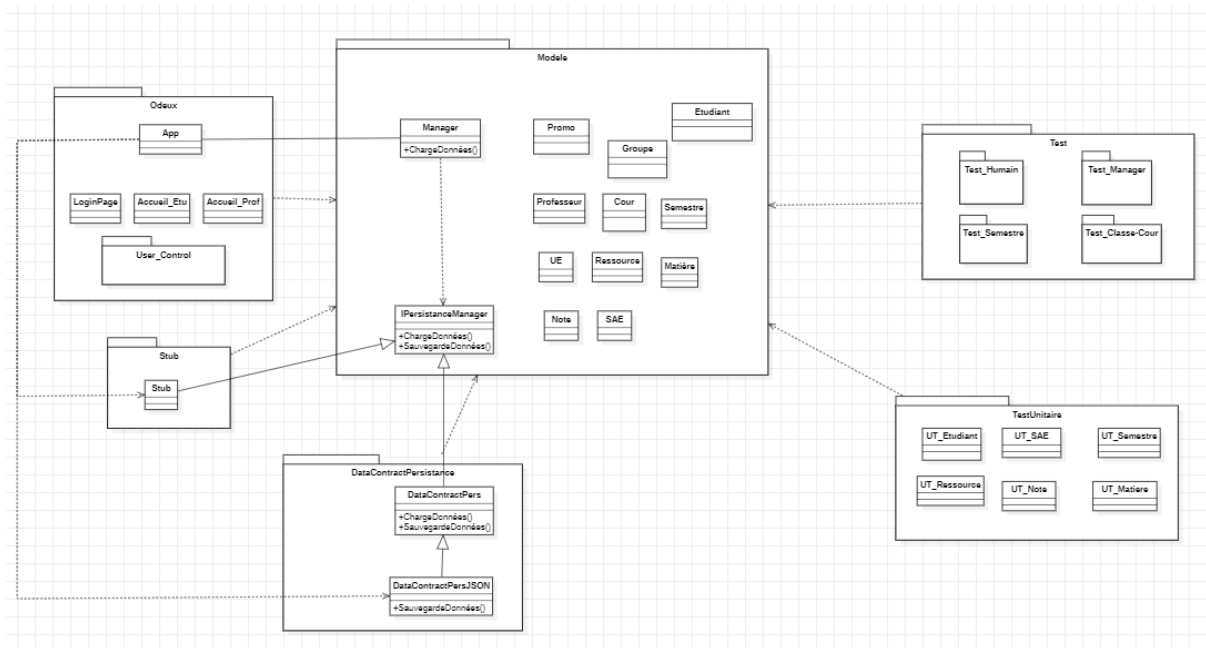 Modele
Odeux
App
Manager
+ChargeDonnées()
Promo
Groupe
Etudiant
LoginPage
Accueil_Etu
Accueil_Prof
User_Control
Professeur
Cour
Semestre
UE
Ressource
Matière
Note
SAE
IPersistanceManager
+ChargeDonnées()
+SauvegardeDonnées()
Test
Test_Humain
Test_Manager
Test_Semestre
Test_Classe-Cour
Stub
Stub
TestUnitaire
UT_Etudiant
UT_SAE
UT_Semestre
UT_Ressource
UT_Note
UT_Matiere
DataContractPersistance
DataContractPers
+ChargeDonnées()
+SauvegardeDonnées()
DataContractPersJSON
+SauvegardeDonnées()